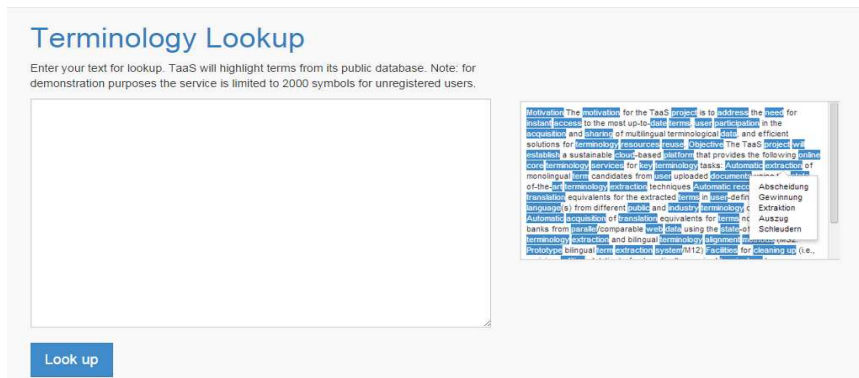 Terminology Lookup
Enter your text for lookup. TaaS will highlight terms from its public database. Note: for
demonstration purposes the service is limited to 2000 symbols for unregistered users.
Motivation The motivation for the TaaS project is to address the need for
instant access to the most up-to-date terms, user participation in the
acquisition and sharing of multilingual terminological data, and efficient
solutions for terminology resources reuse. Objective The TaaS project will
establish a sustainable cloud-based platform that provides the following online
core terminology services for key terminology tasks: Automatic extraction of
monolingual term candidates from user uploaded documents using
of-the-art terminology extraction techniques Automatic reco
translation equivalents for the extracted terms in user-defin
language(s) from different public and industry terminology
Automatic acquisition of translation equivalents for terms no
banks from parallel/comparable web data using the state-of
terminology extraction and bilingual terminology alignment (M32
Prototype bilingual term extraction system/M12) Facilities for cleaning up (i.e.,
Abscheidung
Gewinnung
Extraktion
Auszug
Schleudern
Look up